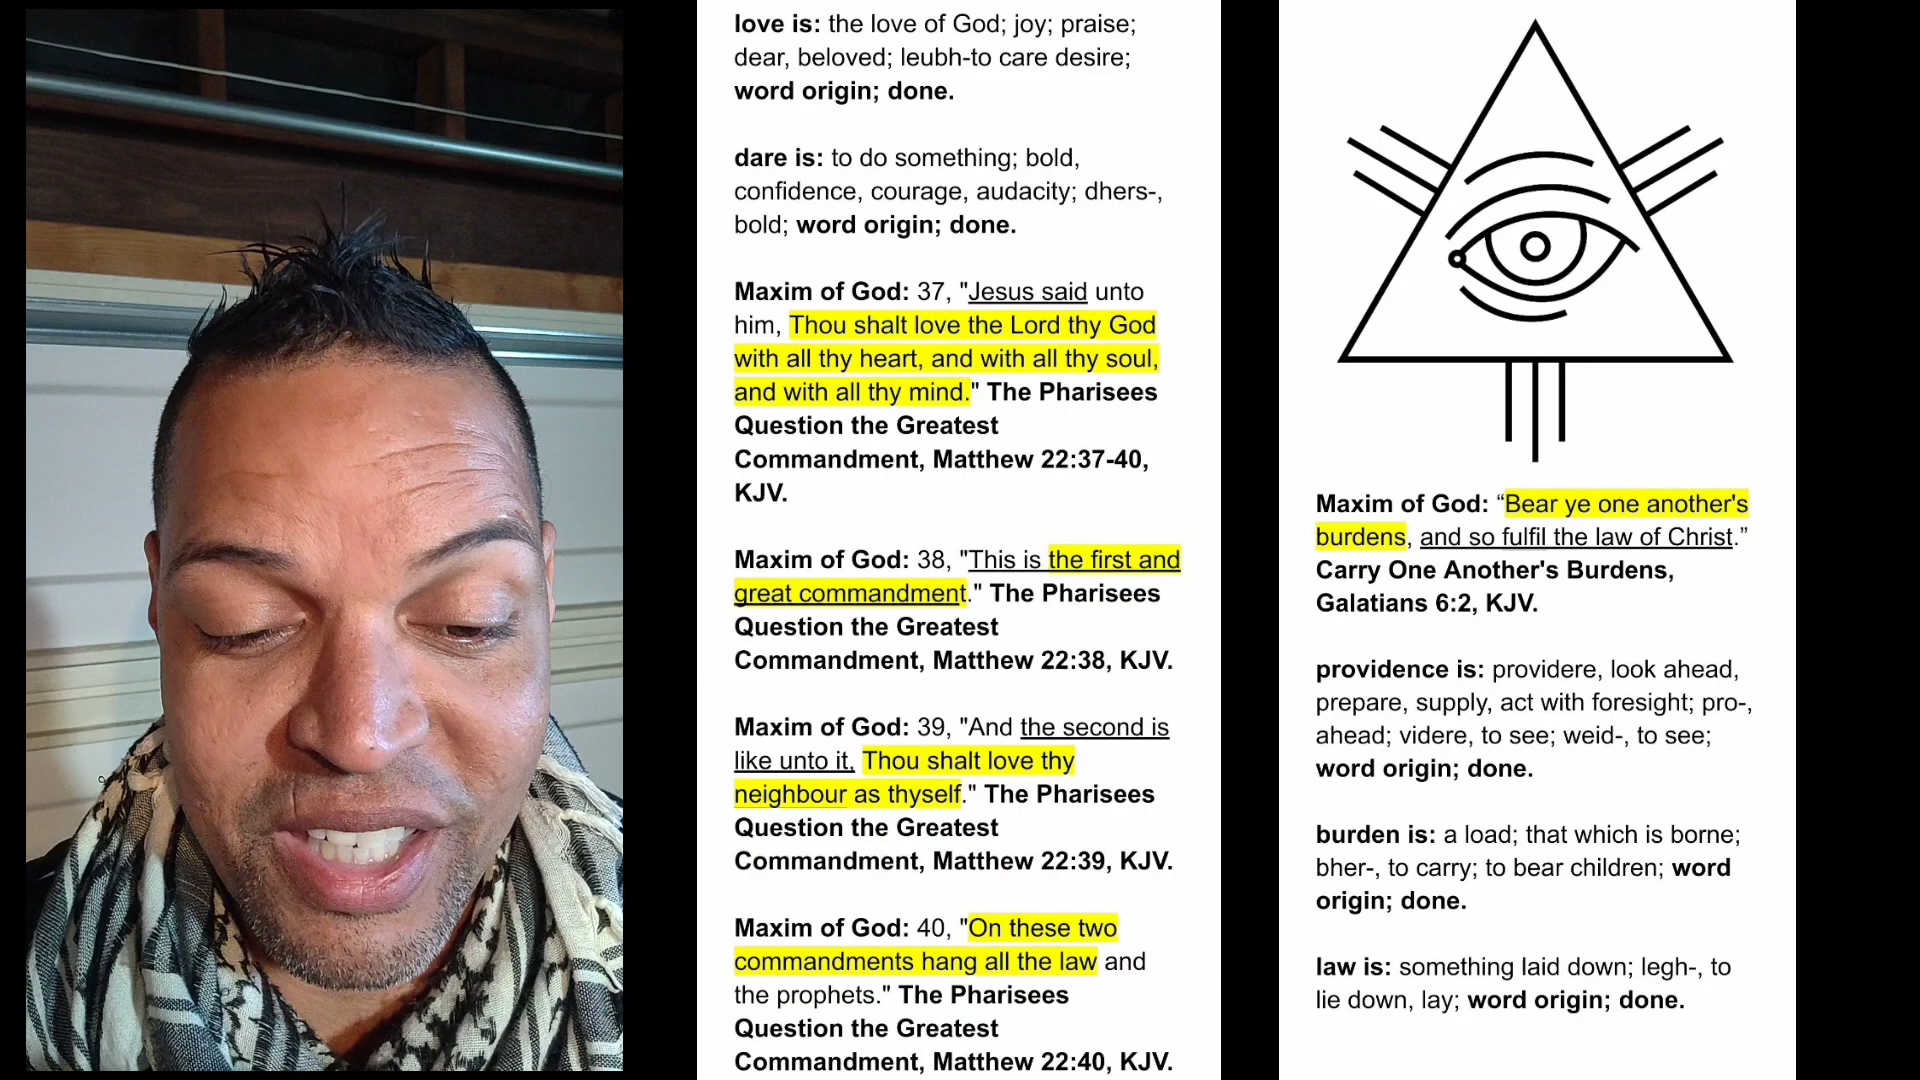 love is: the love of God; joy; praise;
dear, beloved; leubh-to care desire;
word origin; done.
dare is: to do something; bold,
confidence, courage, audacity; dhers-,
bold; word origin; done.
Maxim of God: 37, "Jesus said unto
him, Thou shalt love the Lord thy God
with all thy heart, and with all thy soul,
and with all thy mind." The Pharisees
Question the Greatest
Commandment, Matthew 22:37-40,
KJV.
Maxim of God: 38, "This is the first and
great commandment." The Pharisees
Question the Greatest
Commandment, Matthew 22:38, KJV.
Maxim of God: 39, "And the second is
like unto it, Thou shalt love thy
neighbour as thyself." The Pharisees
Question the Greatest
Commandment, Matthew 22:39, KJV.
Maxim of God: 40, "On these two
commandments hang all the law and
the prophets." The Pharisees
Question the Greatest
Commandment, Matthew 22:40, KJV.
Maxim of God: “Bear ye one another's
burdens, and so fulfil the law of Christ.”
Carry One Another's Burdens,
Galatians 6:2, KJV.
providence is: providere, look ahead,
prepare, supply, act with foresight; pro-,
ahead; videre, to see; weid-, to see;
word origin; done.
burden is: a load; that which is borne;
bher-, to carry; to bear children; word
origin; done.
law is: something laid down; legh-, to
lie down, lay; word origin; done.